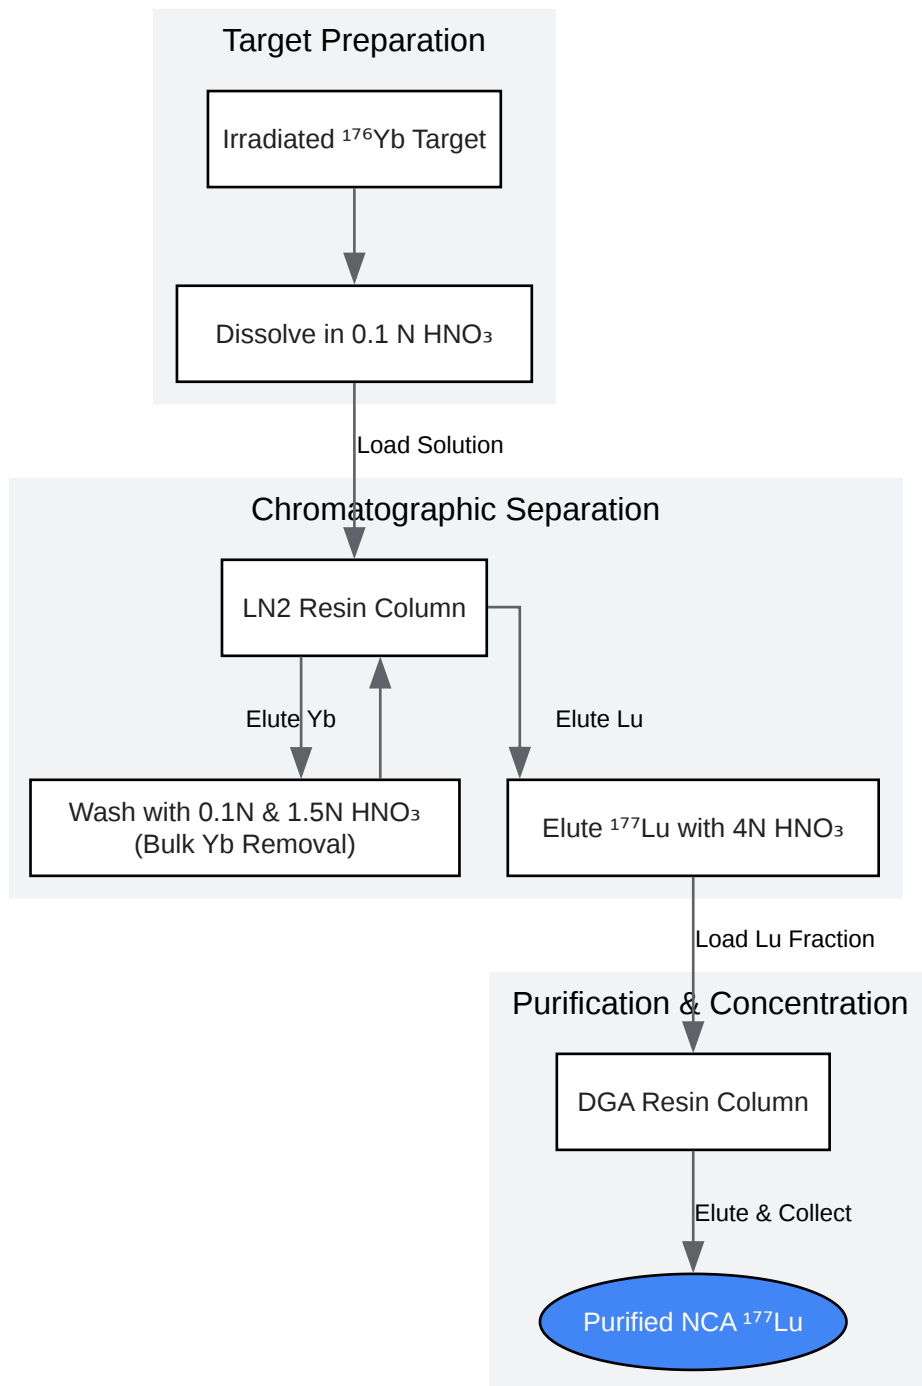 Target Preparation
Irradiated ¹⁷⁶Yb Target
Dissolve in 0.1 N HNO₃
Load Solution
Chromatographic Separation
LN2 Resin Column
Elute Yb
Elute Lu
Wash with 0.1N & 1.5N HNO₃
(Bulk Yb Removal)
Elute ¹⁷⁷Lu with 4N HNO₃
Load Lu Fraction
Purification & Concentration
DGA Resin Column
Elute & Collect
Purified NCA ¹⁷⁷Lu